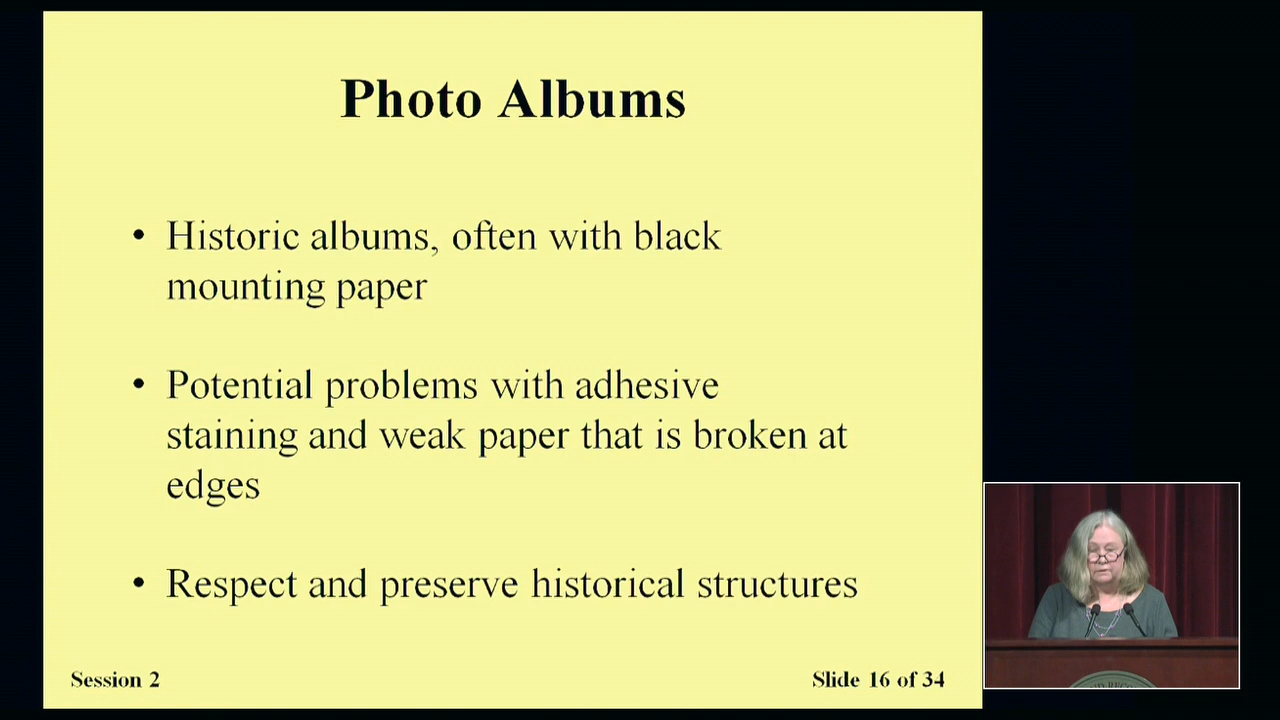 Photo Albums
• Historic albums, often with black
mounting paper
• Potential problems with adhesive
staining and weak paper that is broken at
edges
• Respect and preserve historical structures
Session 2
Slide 16 of 34